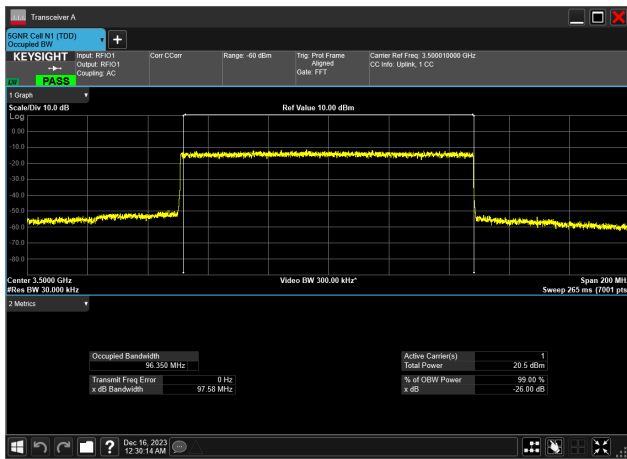 Transceiver A
5GNR Cell N1 (TDD)
Occupied BW
KEYSIGHT
Input: RFIO1
Output: RFIO1
Coupling: AC
Corr CCorr
Range: -60 dBm
Trig: Prot Frame
Aligned
Gate: FFT
Carrier Ref Freq: 3.500010000 GHz
CC Info: Uplink, 1 CC
PASS
1 Graph
Scale/Div 10.0 dB
Ref Value 10.00 dBm
Log
0.00
-10.0
-20.0
-30.0
-40.0
-50.0
-60.0
-70.0
-80.0
Center 3.5000 GHz
Video BW 300.00 kHz*
Span 200 MH
#Res BW 30.000 kHz
Sweep 265 ms (7001 pts
2 Metrics
Occupied Bandwidth
96.350 MHz
Transmit Freq Error 0 Hz
x dB Bandwidth 97.58 MHz
Active Carrier(s) 1
Total Power 20.5 dBm
% of OBW Power 99.00 %
x dB -26.00 dB
Dec 16, 2023
12:30:14 AM